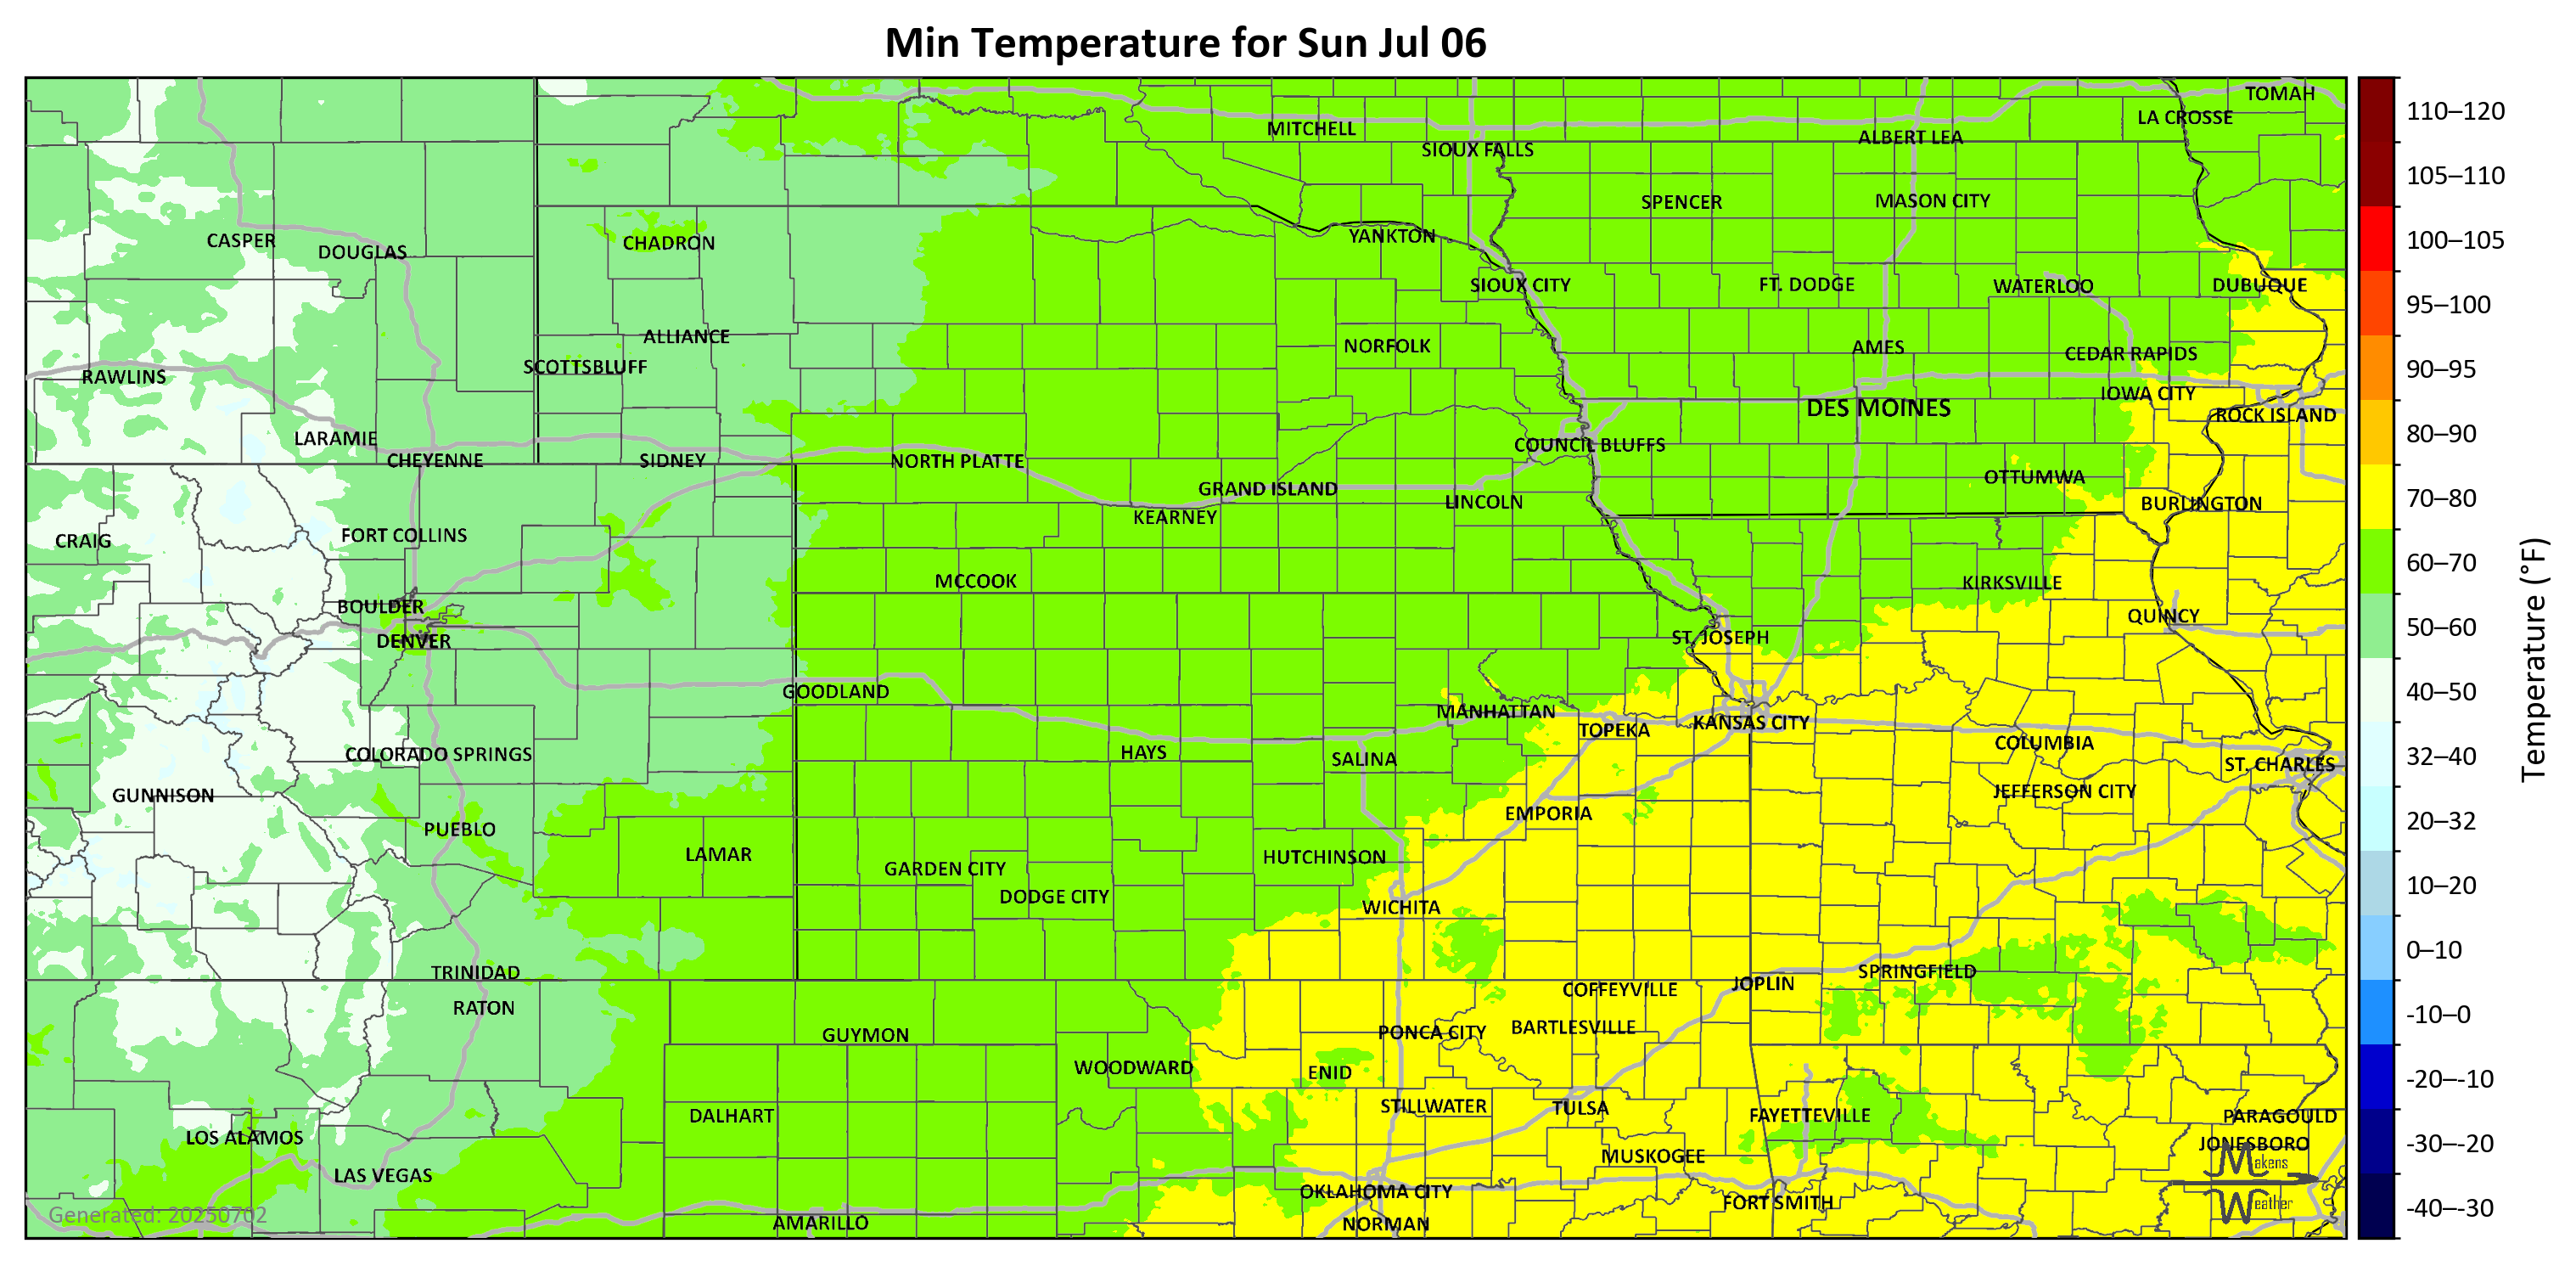 Min Temperature for Sun Jul 06
TOMAH
LA CROSSE
MITCHELL
ALBERT LEA
SIOUX FALLS
SPENCER
MASON CITY
CASPER
DOUGLAS
CHADRON
YANKTON
SIOUX CITY
FT. DODGE
WATERLOO
DUBUQUE
ALLIANCE
NORFOLK
AMES
CEDAR RAPIDS
SCOTTSBLUFF
RAWLINS
IOWA CITY
DES MOINES
ROCK ISLAND
LARAMIE
COUNCIL BLUFFS
CHEYENNE
SIDNEY
NORTH PLATTE
OTTUMWA
GRAND ISLAND
LINCOLN
BURLINGTON
KEARNEY
FORT COLLINS
CRAIG
MCCOOK
KIRKSVILLE
BOULDER
QUINCY
DENVER
ST. JOSEPH
GOODLAND
MANHATTAN
TOPEKA
KANSAS CITY
COLUMBIA
COLORADO SPRINGS
HAYS
SALINA
ST. CHARLES
GUNNISON
JEFFERSON CITY
EMPORIA
PUEBLO
LAMAR
HUTCHINSON
GARDEN CITY
DODGE CITY
WICHITA
TRINIDAD
SPRINGFIELD
JOPLIN
COFFEYVILLE
RATON
GUYMON
PONCA CITY
BARTLESVILLE
WOODWARD
ENID
DALHART
STILLWATER
TULSA
FAYETTEVILLE
PARAGOULD
LOS ALAMOS
JONESBORO
MUSKOGEE
LAS VEGAS
OKLAHOMA CITY
FORT SMITH
AMARILLO
NORMAN
Generated: 20250702
Makens
Weather
110–120
105–110
100–105
95–100
90–95
80–90
70–80
60–70
50–60
40–50
32–40
20–32
10–20
0–10
-10–0
-20–-10
-30–-20
-40–-30
Temperature (°F)